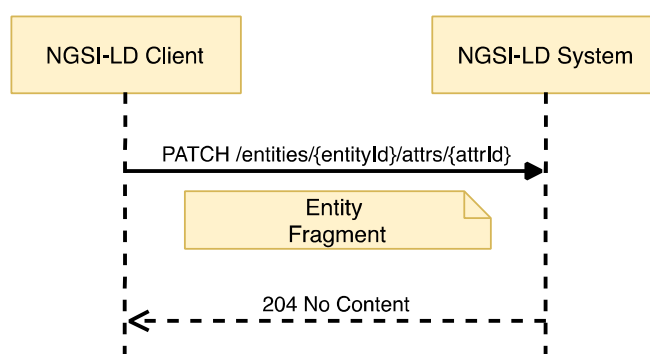 NGSI-LD Client
NGSI-LD System
PATCH /entities/{entityId}/attrs/{attrId}
Entity
Fragment
204 No Content